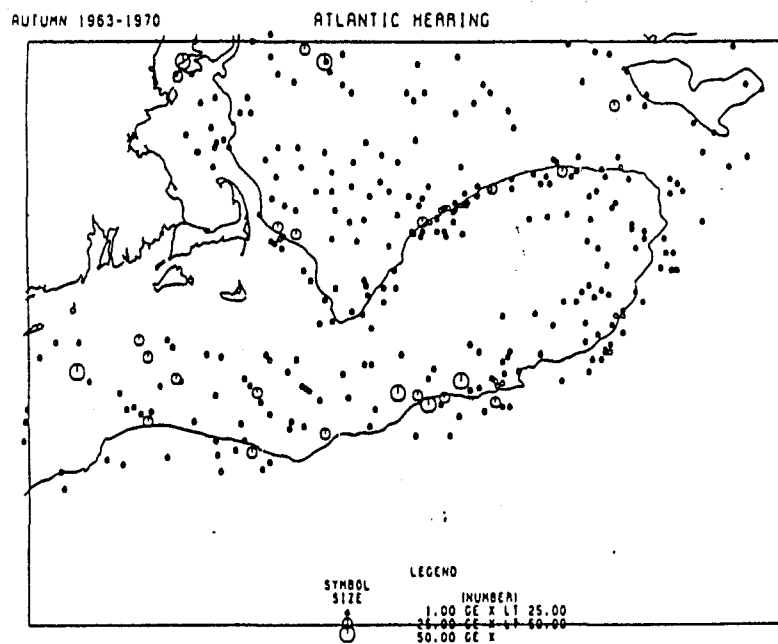 AUTUMN 1963-1970
ATLANTIC HERRING
LEGEND
SYMBOL
SIZE
(NUMBER)
1.00 GE X LT 25.00
25.00 GE X LT 50.00
50.00 GE X